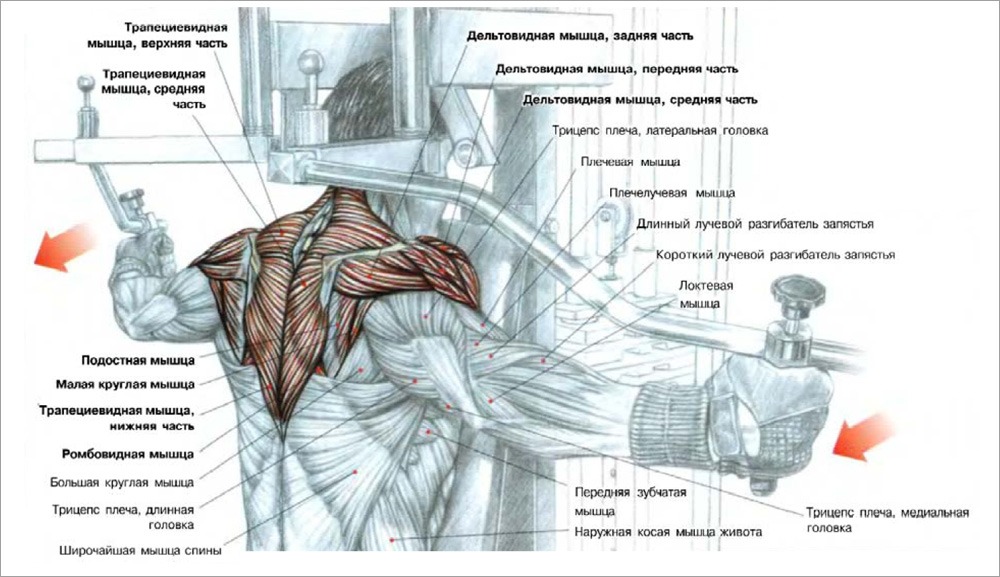 Трапециевидная
мышца, верхняя часть
Трапециевидная
мышца, средняя
часть
Дельтовидная мышца, задняя часть
Дельтовидная мышца, передняя часть
Дельтовидная мышца, средняя часть
Трицепс плеча, латеральная головка
Плечевая мышца
Плечелучевая мышца
Длинный лучевой разгибатель запястья
Короткий лучевой разгибатель запястья
Локтевая
мышца
Подостная мышца
Малая круглая мышца
Трапециевидная мышца,
нижняя часть
Ромбовидная мышца
Большая круглая мышца
Трицепс плеча, длинная
головка
Широчайшая мышца спины
Передняя зубчатая
мышца
Наружная косая мышца живота
Трицепс плеча, медиальная
головка